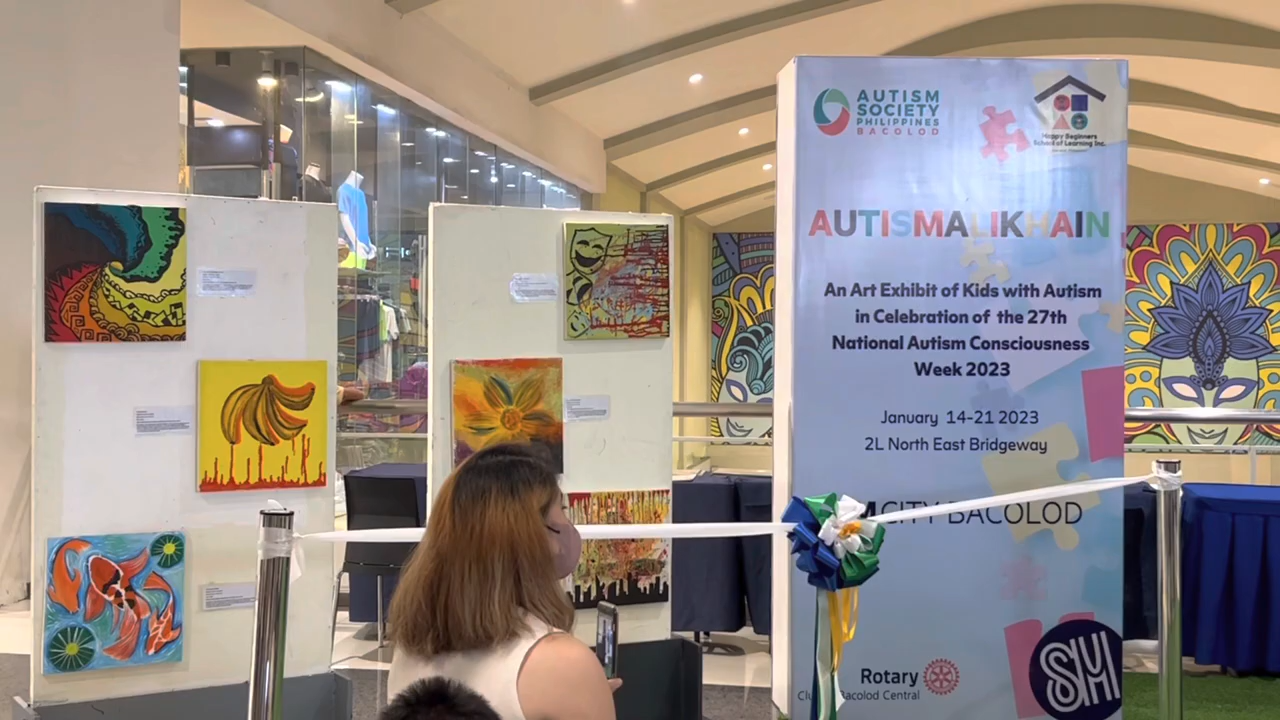 AUTISM
SOCIETY
PHILIPPINES
BACOLOD
Happy Beginners
School of Learning Inc.
AUTISMALIKHAIN
An Art Exhibit of Kids with Autism
in Celebration of the 27th
National Autism Consciousness
Week 2023
January 14-21 2023
2L North East Bridgeway
CITY BACOLOD
Rotary
Bacolod Central
SM